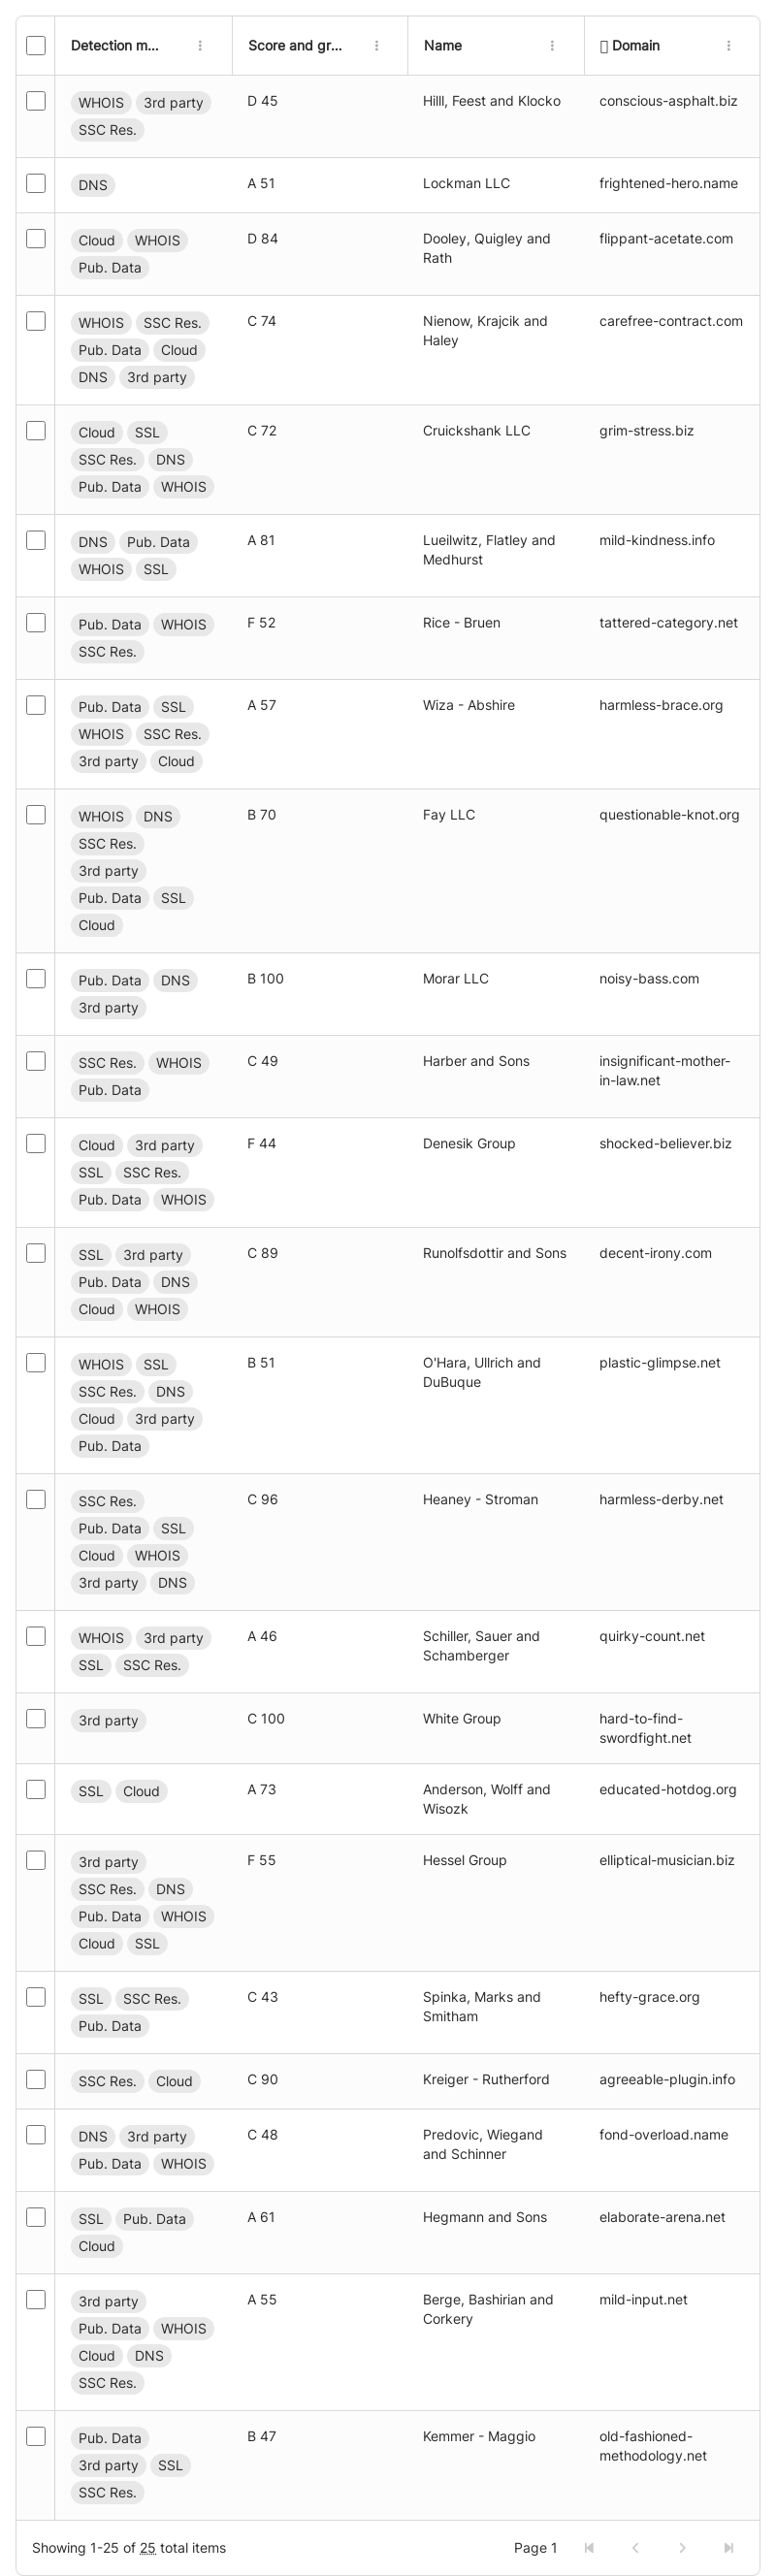 Detection m... Score and gr... Name Domain
WHOIS 3rd party D 45 Hilll, Feest and Klocko conscious-asphalt.biz
SSC Res.
DNS A 51 Lockman LLC frightened-hero.name
Cloud WHOIS D 84 Dooley, Quigley and flippant-acetate.com
Pub. Data Rath
WHOIS SSC Res. C 74 Nienow, Krajcik and carefree-contract.com
Pub. Data Cloud Haley
DNS 3rd party
Cloud SSL C 72 Cruickshank LLC grim-stress.biz
SSC Res. DNS
Pub. Data WHOIS
DNS Pub. Data A 81 Lueilwitz, Flatley and mild-kindness.info
WHOIS SSL Medhurst
Pub. Data WHOIS F 52 Rice - Bruen tattered-category.net
SSC Res.
Pub. Data SSL A 57 Wiza - Abshire harmless-brace.org
WHOIS SSC Res.
3rd party Cloud
WHOIS DNS B 70 Fay LLC questionable-knot.org
SSC Res.
3rd party
Pub. Data SSL
Cloud
Pub. Data DNS B 100 Morar LLC noisy-bass.com
3rd party
SSC Res. WHOIS C 49 Harber and Sons insignificant-mother-
Pub. Data in-law.net
Cloud 3rd party F 44 Denesik Group shocked-believer.biz
SSL SSC Res.
Pub. Data WHOIS
SSL 3rd party C 89 Runolfsdottir and Sons decent-irony.com
Pub. Data DNS
Cloud WHOIS
WHOIS SSL B 51 O'Hara, Ullrich and plastic-glimpse.net
SSC Res. DNS DuBuque
Cloud 3rd party
Pub. Data
SSC Res. C 96 Heaney - Stroman harmless-derby.net
Pub. Data SSL
Cloud WHOIS
3rd party DNS
WHOIS 3rd party A 46 Schiller, Sauer and quirky-count.net
SSL SSC Res. Schamberger
3rd party C 100 White Group hard-to-find-
swordfight.net
SSL Cloud A 73 Anderson, Wolff and educated-hotdog.org
Wisozk
3rd party F 55 Hessel Group elliptical-musician.biz
SSC Res. DNS
Pub. Data WHOIS
Cloud SSL
SSL SSC Res. C 43 Spinka, Marks and hefty-grace.org
Pub. Data Smitham
SSC Res. Cloud C 90 Kreiger - Rutherford agreeable-plugin.info
DNS 3rd party C 48 Predovic, Wiegand fond-overload.name
Pub. Data WHOIS and Schinner
SSL Pub. Data A 61 Hegmann and Sons elaborate-arena.net
Cloud
3rd party A 55 Berge, Bashirian and mild-input.net
Pub. Data WHOIS Corkery
Cloud DNS
SSC Res.
Pub. Data B 47 Kemmer - Maggio old-fashioned-
3rd party SSL methodology.net
SSC Res.
Showing 1-25 of 25 total items Page 1